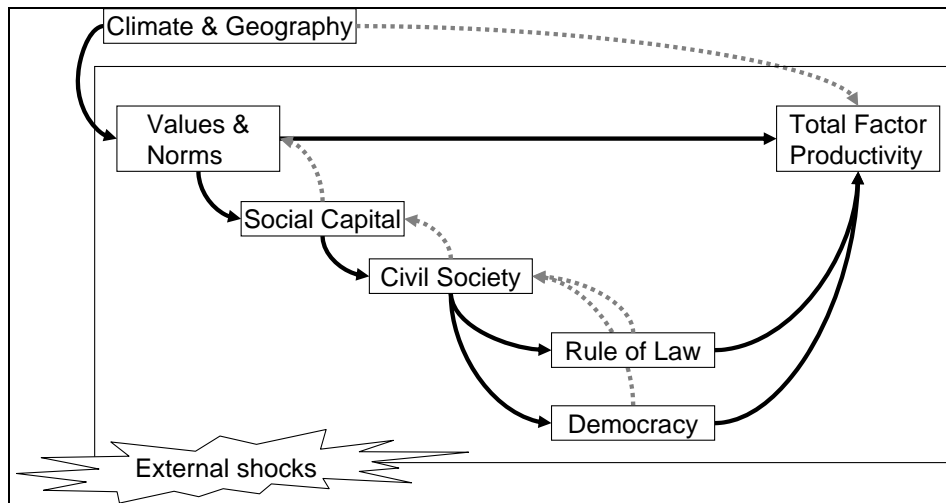 Climate & Geography
Values &
Norms
Total Factor
Productivity
Social Capital
Civil Society
Rule of Law
Democracy
External shocks